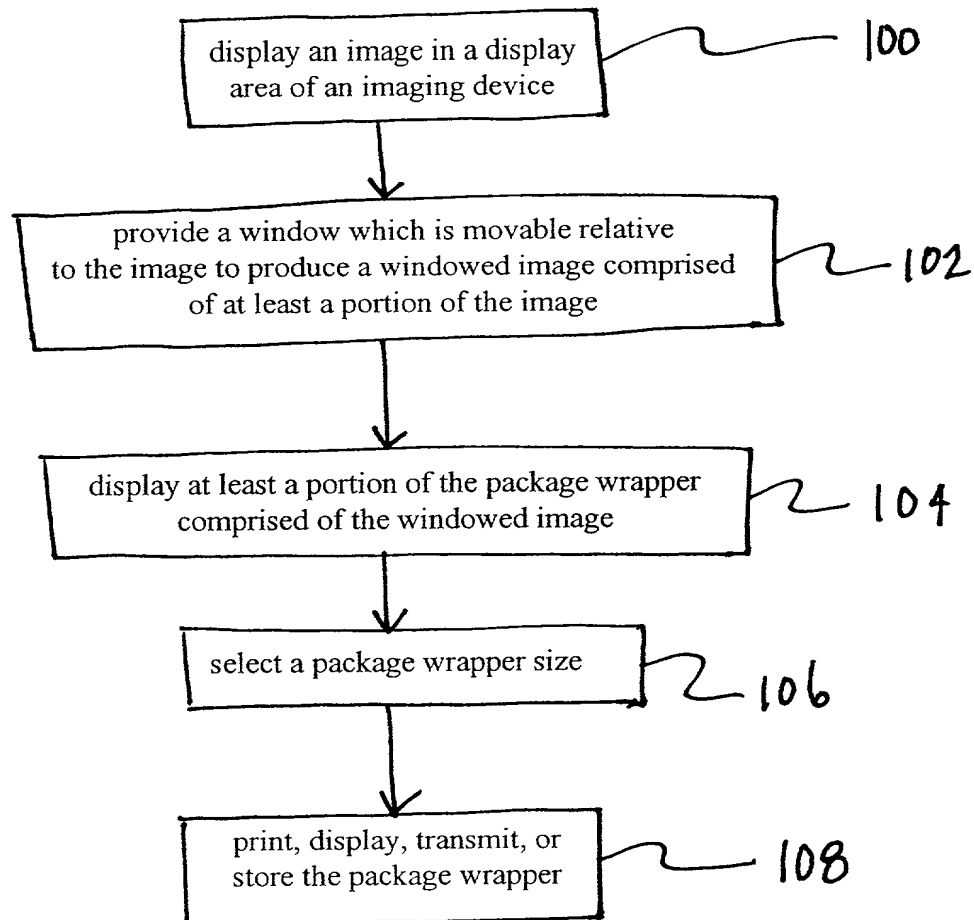 display an image in a display
area of an imaging device
100
provide a window which is movable relative
to the image to produce a windowed image comprised
of at least a portion of the image
102
display at least a portion of the package wrapper
comprised of the windowed image
104
select a package wrapper size
106
print, display, transmit, or
store the package wrapper
108